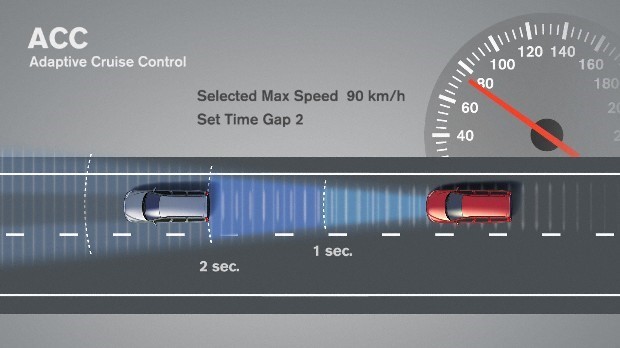 ACC
Adaptive Cruise Control
Selected Max Speed 90 km/h
Set Time Gap 2
40
60
80
100
120
140
160
180
2 sec.
1 sec.